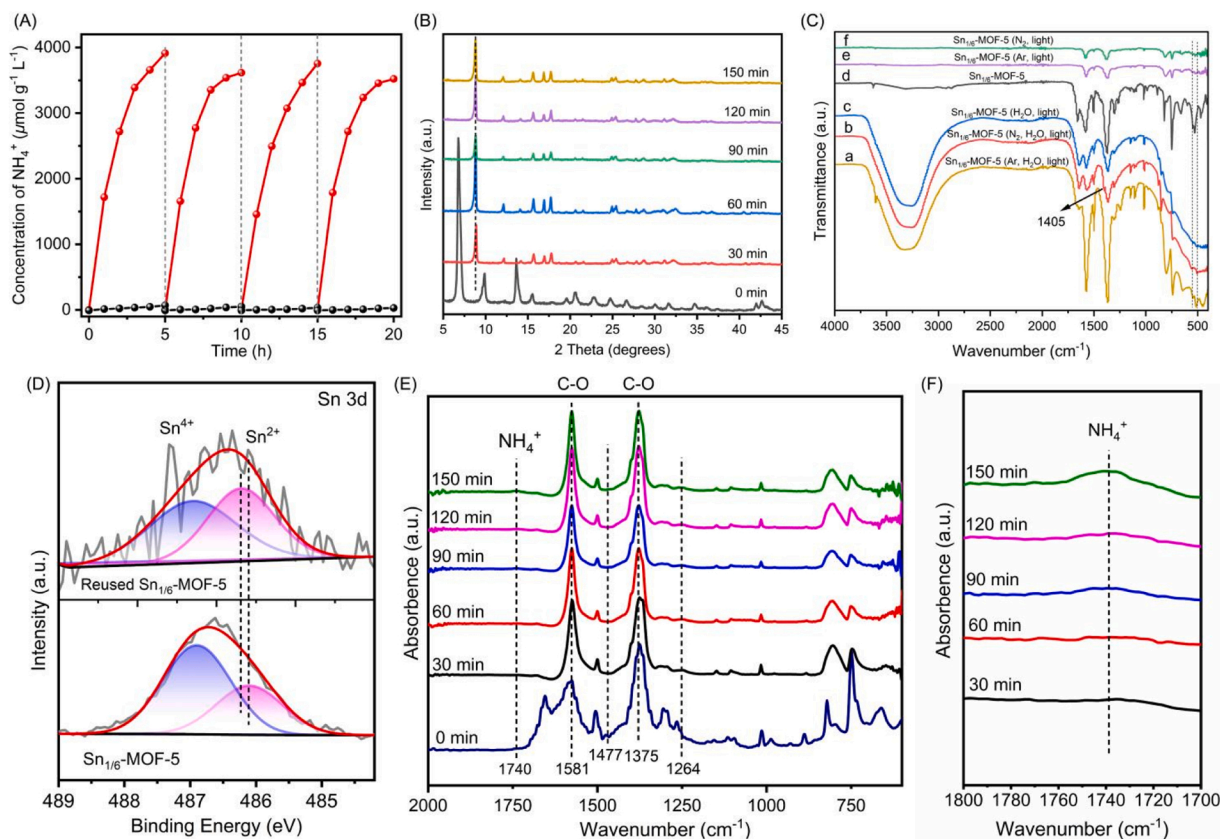 (A)
Concentration of NH₄⁺ (μmol g⁻¹ L⁻¹)
4000
3000
2000
1000
0
0 5 10 15 20
Time (h)
(B)
Intensity (a.u.)
150 min
120 min
90 min
60 min
30 min
0 min
5 10 15 20 25 30 35 40 45
2 Theta (degrees)
(C)
Transmittance (a.u.)
f Sn₁/₆-MOF-5 (N₂, light)
e Sn₁/₆-MOF-5 (Ar, light)
d Sn₁/₆-MOF-5
c Sn₁/₆-MOF-5 (H₂O, light)
b Sn₁/₆-MOF-5 (N₂, H₂O, light)
a Sn₁/₆-MOF-5 (Ar, H₂O, light)
1405
4000 3500 3000 2500 2000 1500 1000 500
Wavenumber (cm⁻¹)
(D)
Sn 3d
Sn⁴⁺
Sn²⁺
Intensity (a.u.)
Reused Sn₁/₆-MOF-5
Sn₁/₆-MOF-5
489 488 487 486 485
Binding Energy (eV)
(E)
C-O C-O
NH₄⁺
Absorbance (a.u.)
150 min
120 min
90 min
60 min
30 min
0 min
1740 1581 1477 1375 1264
2000 1750 1500 1250 1000 750
Wavenumber (cm⁻¹)
(F)
NH₄⁺
Absorbance (a.u.)
150 min
120 min
90 min
60 min
30 min
1800 1780 1760 1740 1720 1700
Wavenumber (cm⁻¹)